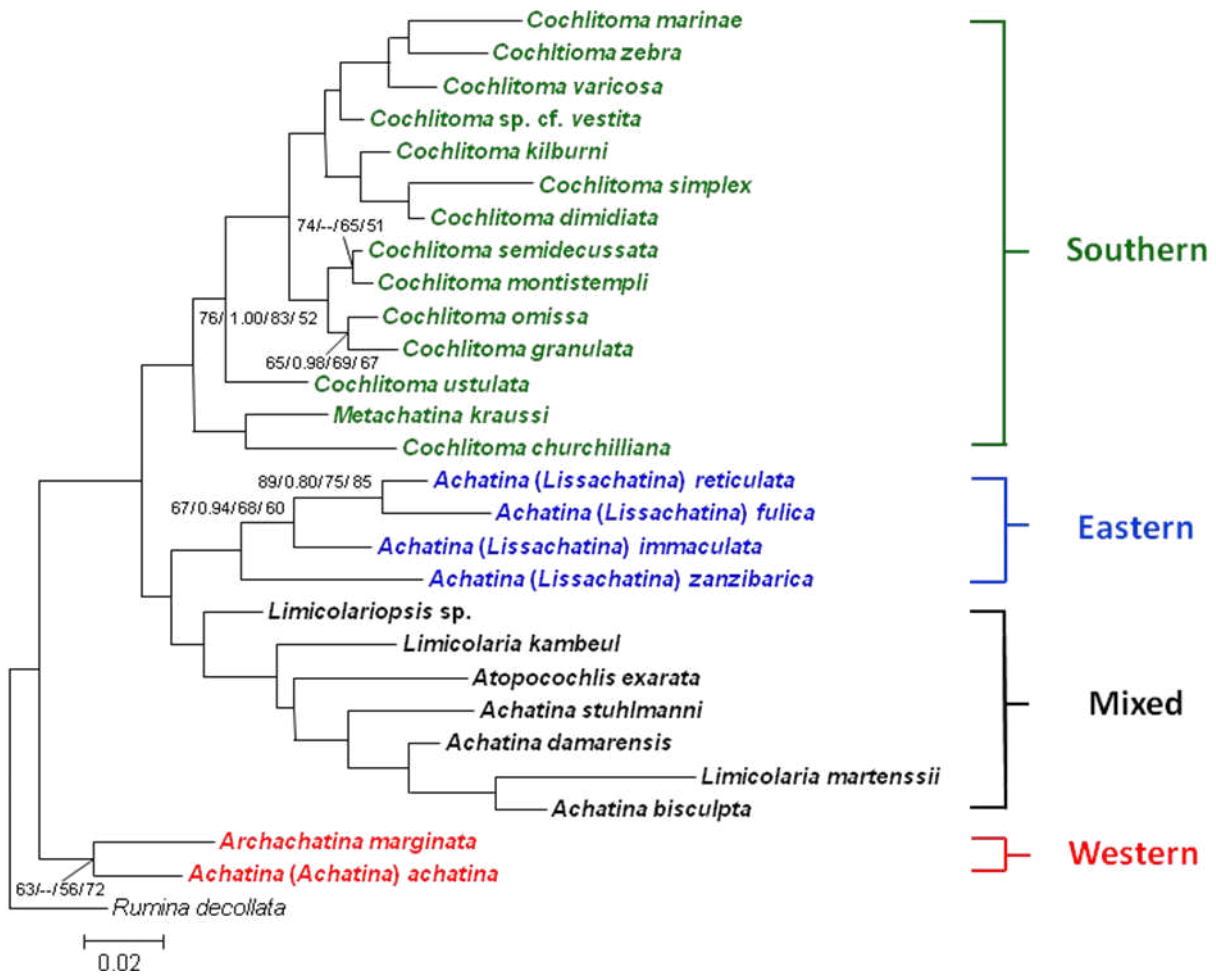 Cochlitoma marinae
Cochltioma zebra
Cochlitoma varicosa
Cochlitoma sp. cf. vestita
Cochlitoma kilburni
Cochlitoma simplex
Cochlitoma dimidiata
74/--/65/51
Cochlitoma semidecussata
Cochlitoma montistempli
Southern
76/ 1.00/83/52
Cochlitoma omissa
Cochlitoma granulata
65/0.98/69/67
Cochlitoma ustulata
Metachatina kraussi
Cochlitoma churchilliana
89/0.80/75/85
Achatina (Lissachatina) reticulata
67/0.94/68/60
Achatina (Lissachatina) fulica
Eastern
Achatina (Lissachatina) immaculata
Achatina (Lissachatina) zanzibarica
Limicolariopsis sp.
Limicolaria kambeul
Atopocochlis exarata
Mixed
Achatina stuhlmanni
Achatina damarensis
Limicolaria martenssii
Achatina bisculpta
Archachatina marginata
Western
Achatina (Achatina) achatina
63/--/56/72
Rumina decollata
0.02